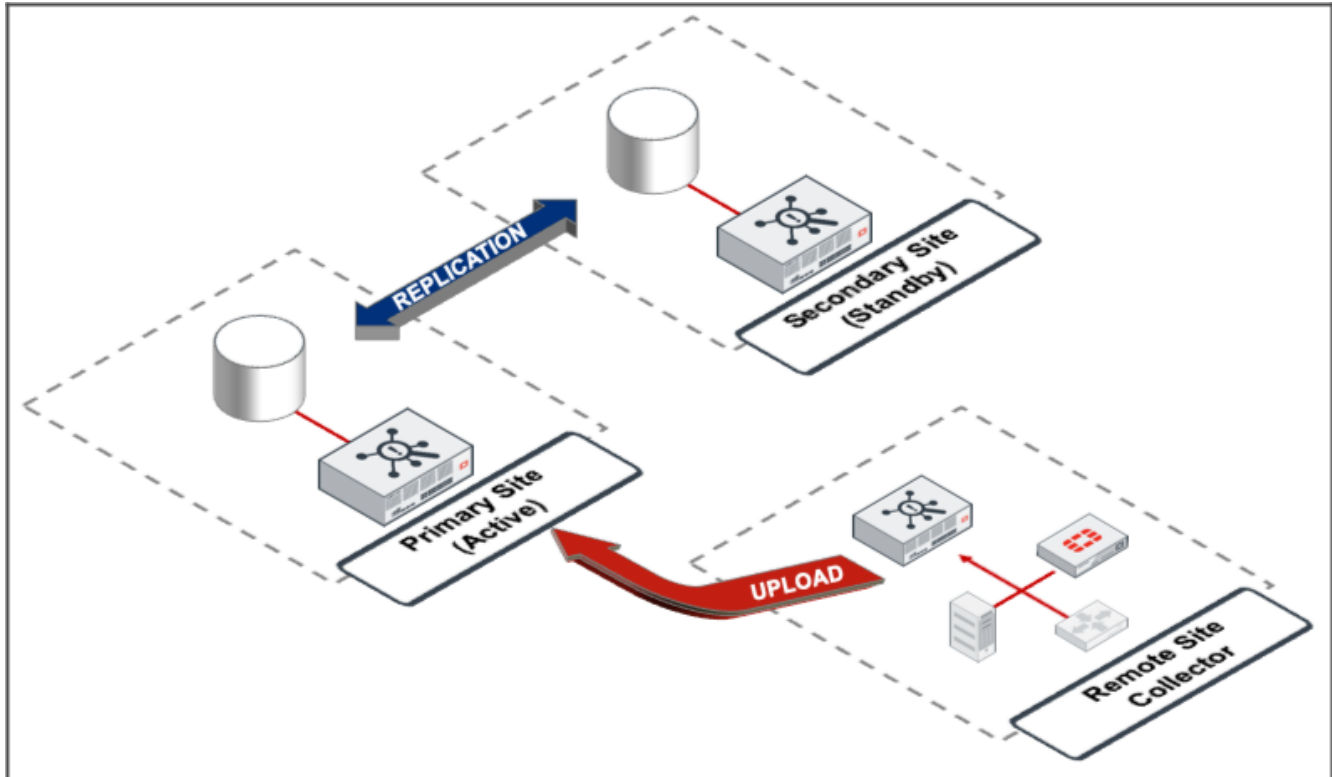 REPLICATION
Secondary Site
(Standby)
Primary Site
(Active)
UPLOAD
Remote Site
Collector